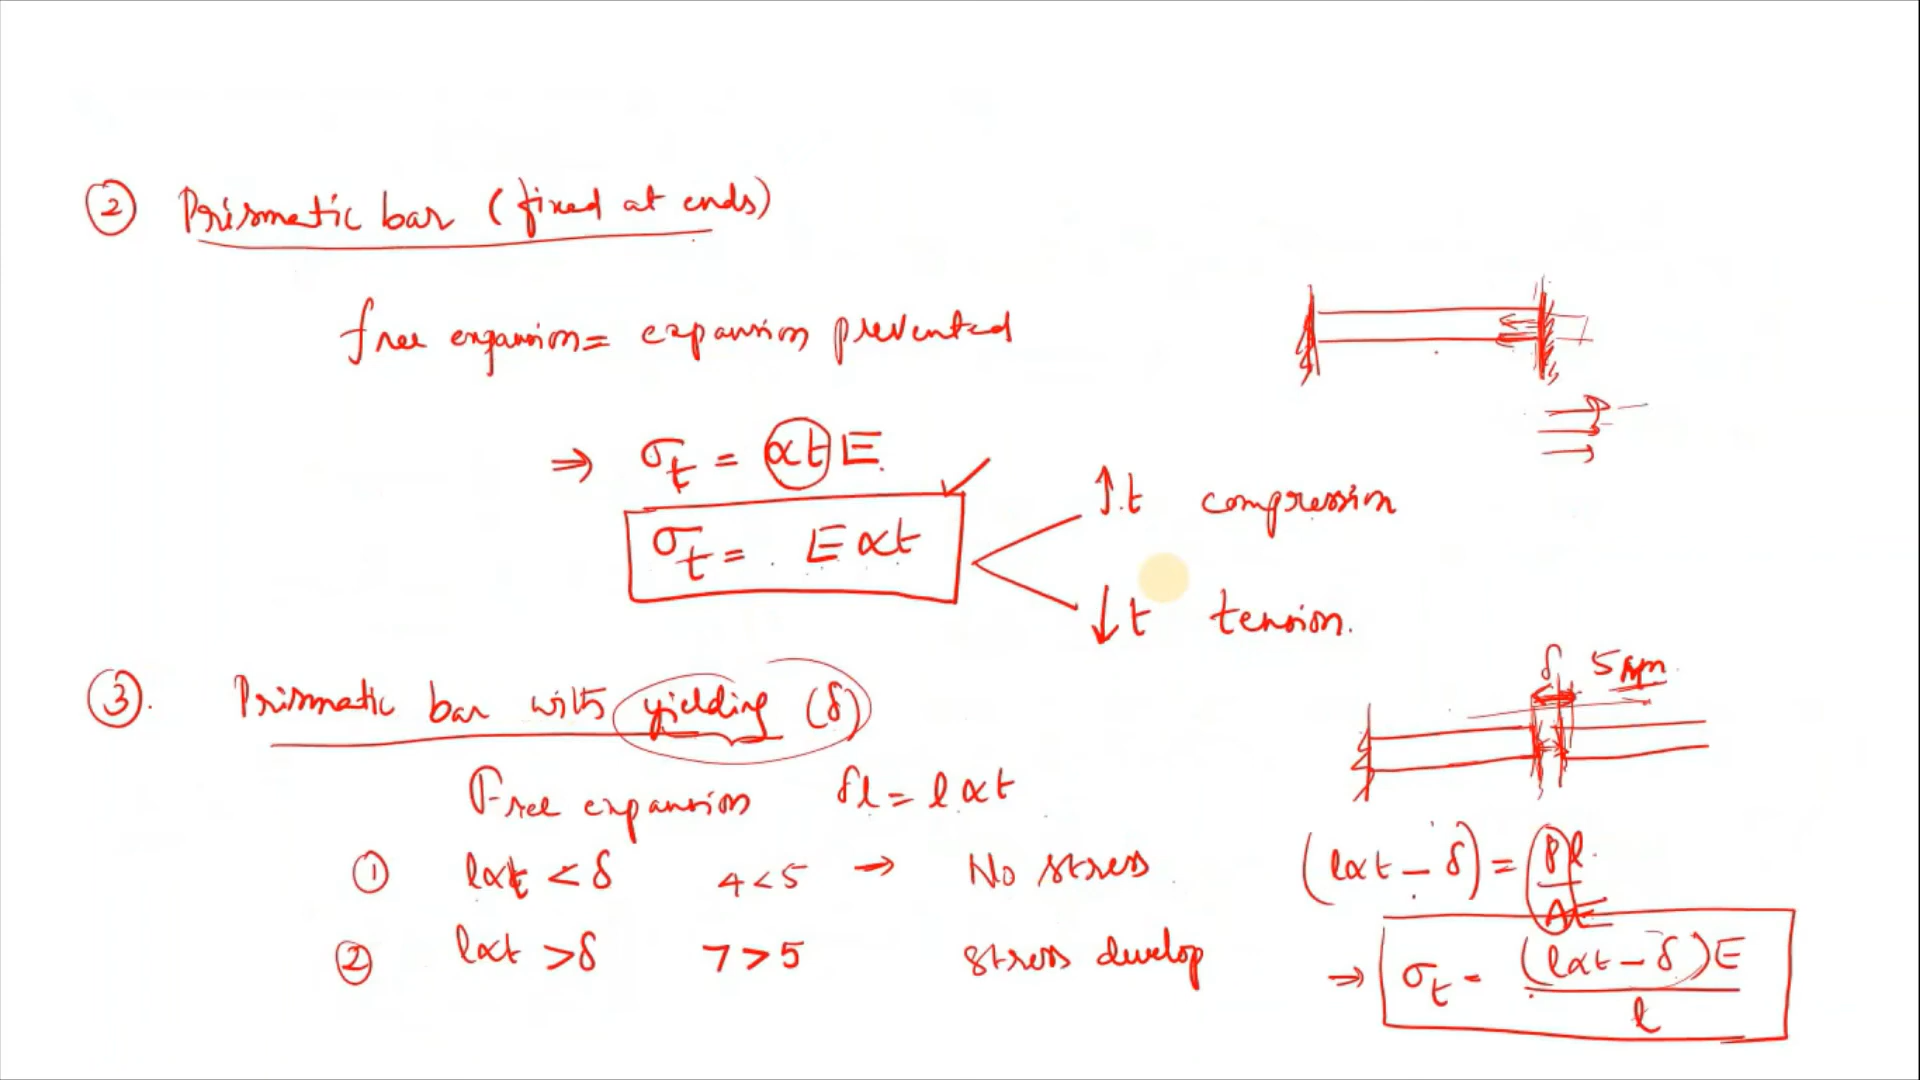 ② Prismatic bar (fixed at ends)
free expansion = expansion prevented
⇒ σt = αt E
σt = E αt
↑t compression
↓t tension.
③. Prismatic bar with yielding (δ)
δ 5mm
Free expansion δl = lαt
① lαt < δ 4<5 → No stress
(lαt - δ) = Pl/AE
② lαt > δ 7>5 stress develop
⇒ σt = (lαt - δ)E/l